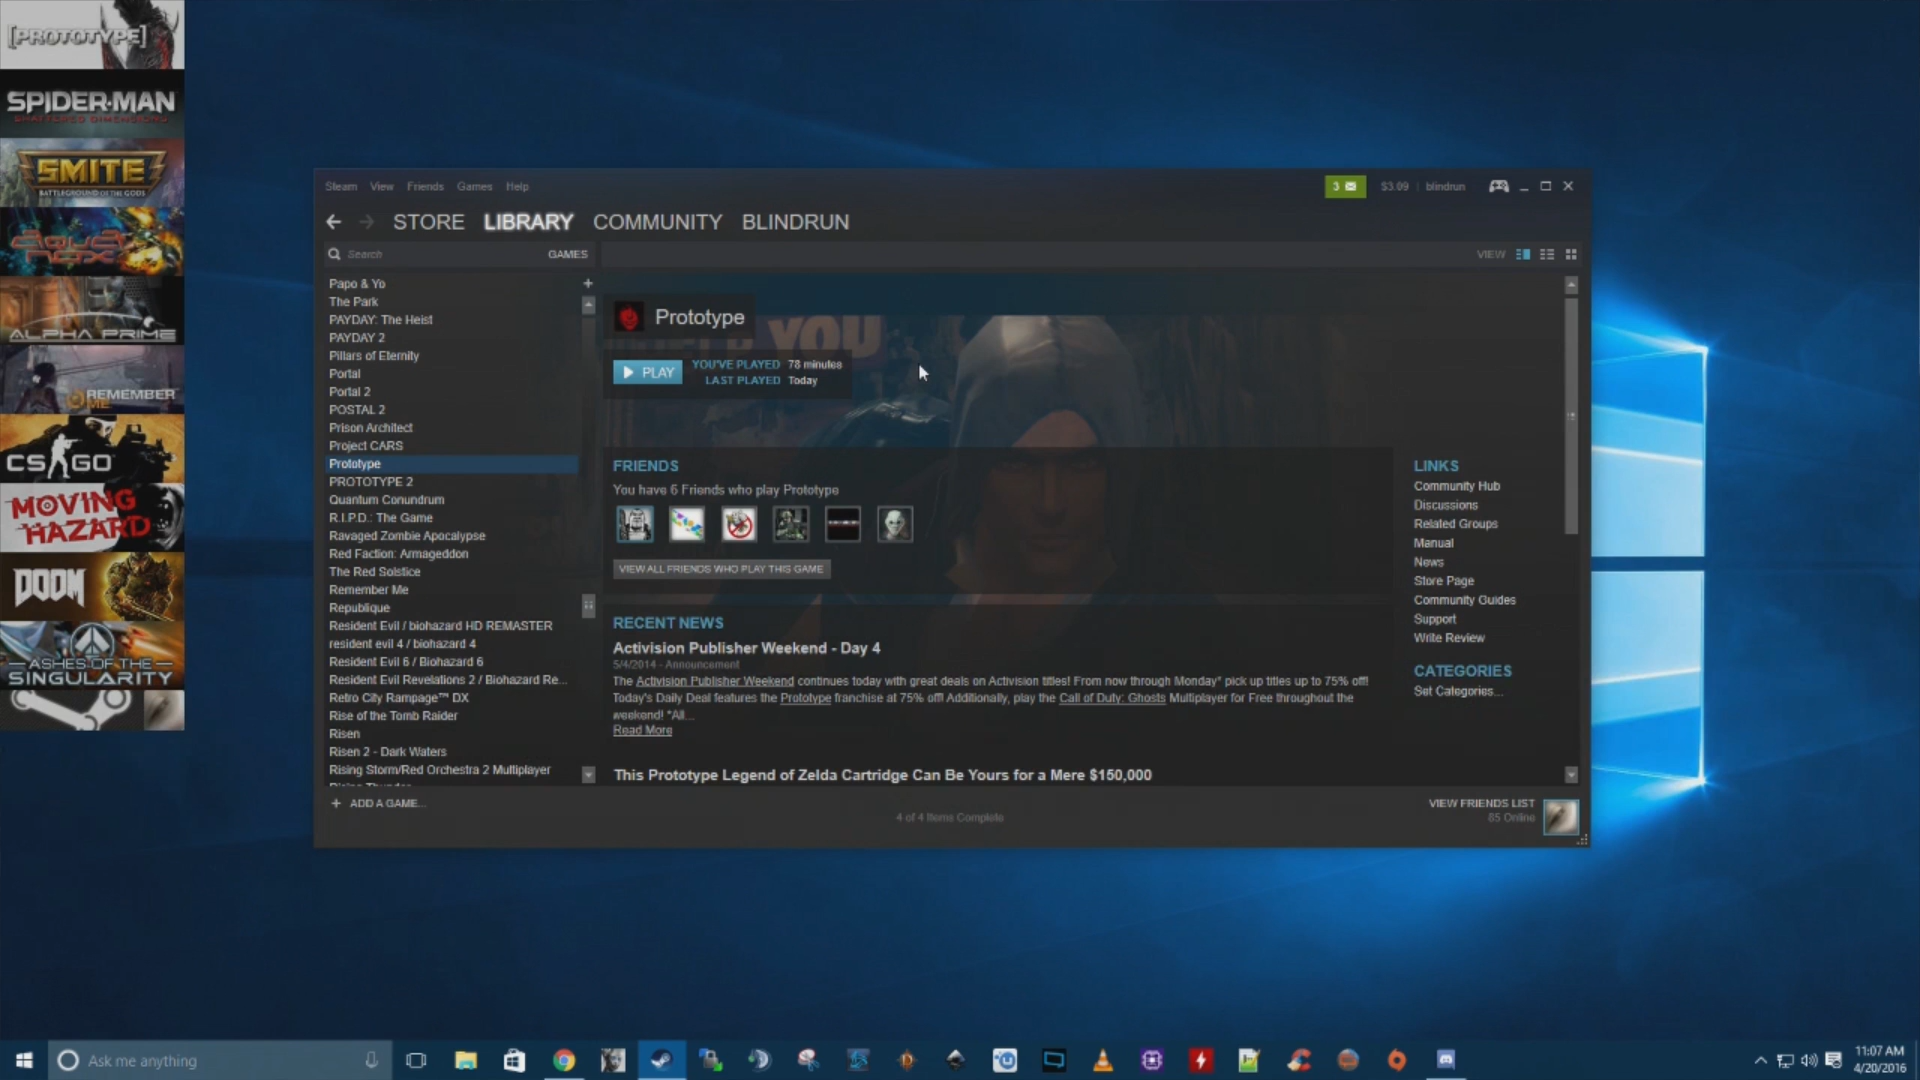 [PROTOTYPE]
SPIDER-MAN
SHATTERED DIMENSIONS
SMITE
BATTLEGROUND OF THE GODS
AQUA
NOX
ALPHA PRIME
REMEMBER
ME
CS GO
MOVING
HAZARD
DOOM
ASHES OF THE
SINGULARITY
Steam View Friends Games Help
3 $3.09 | blindrun
STORE LIBRARY COMMUNITY BLINDRUN
Search GAMES
VIEW
Papo & Yo +
The Park
PAYDAY: The Heist
PAYDAY 2
Pillars of Eternity
Portal
Portal 2
POSTAL 2
Prison Architect
Project CARS
Prototype
PROTOTYPE 2
Quantum Conundrum
R.I.P.D.: The Game
Ravaged Zombie Apocalypse
Red Faction: Armageddon
The Red Solstice
Remember Me
Republique
Resident Evil / biohazard HD REMASTER
resident evil 4 / biohazard 4
Resident Evil 6 / Biohazard 6
Resident Evil Revelations 2 / Biohazard Re...
Retro City Rampage™ DX
Rise of the Tomb Raider
Risen
Risen 2 - Dark Waters
Rising Storm/Red Orchestra 2 Multiplayer
+ ADD A GAME...
Prototype
YOU
PLAY
YOU'VE PLAYED 78 minutes
LAST PLAYED Today
FRIENDS
You have 6 Friends who play Prototype
VIEW ALL FRIENDS WHO PLAY THIS GAME
RECENT NEWS
Activision Publisher Weekend - Day 4
5/4/2014 - Announcement
The Activision Publisher Weekend continues today with great deals on Activision titles! From now through Monday* pick up titles up to 75% off!
Today's Daily Deal features the Prototype franchise at 75% off! Additionally, play the Call of Duty: Ghosts Multiplayer for Free throughout the
weekend! *All...
Read More
This Prototype Legend of Zelda Cartridge Can Be Yours for a Mere $150,000
LINKS
Community Hub
Discussions
Related Groups
Manual
News
Store Page
Community Guides
Support
Write Review
CATEGORIES
Set Categories...
4 of 4 Items Complete
VIEW FRIENDS LIST
85 Online
Ask me anything
11:07 AM
4/20/2016